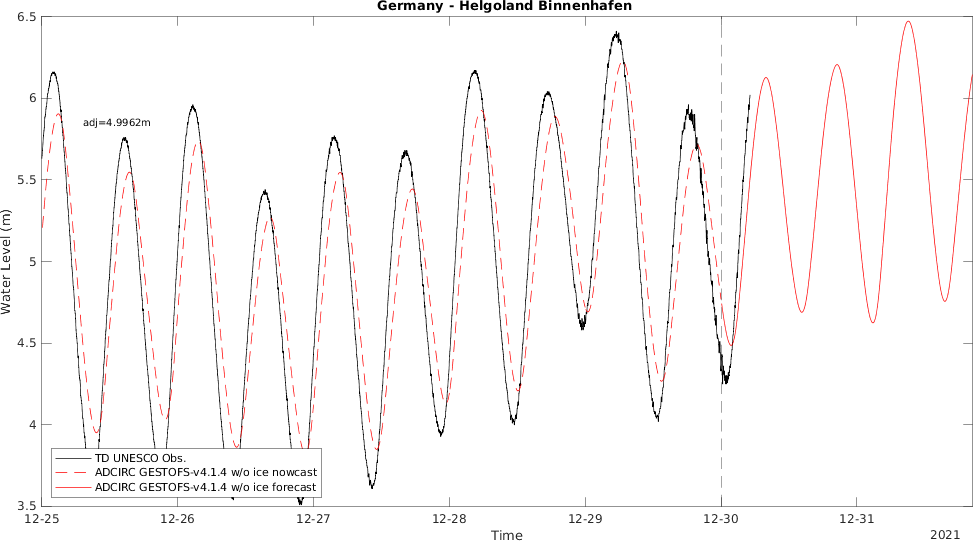 Germany - Helgoland Binnenhafen
6.5
6
5.5
5
4.5
4
3.5
Water Level (m)
adj=4.9962m
TD UNESCO Obs.
ADCIRC GESTOFS-v4.1.4 w/o ice nowcast
ADCIRC GESTOFS-v4.1.4 w/o ice forecast
12-25
12-26
12-27
12-28
12-29
12-30
12-31
Time
2021